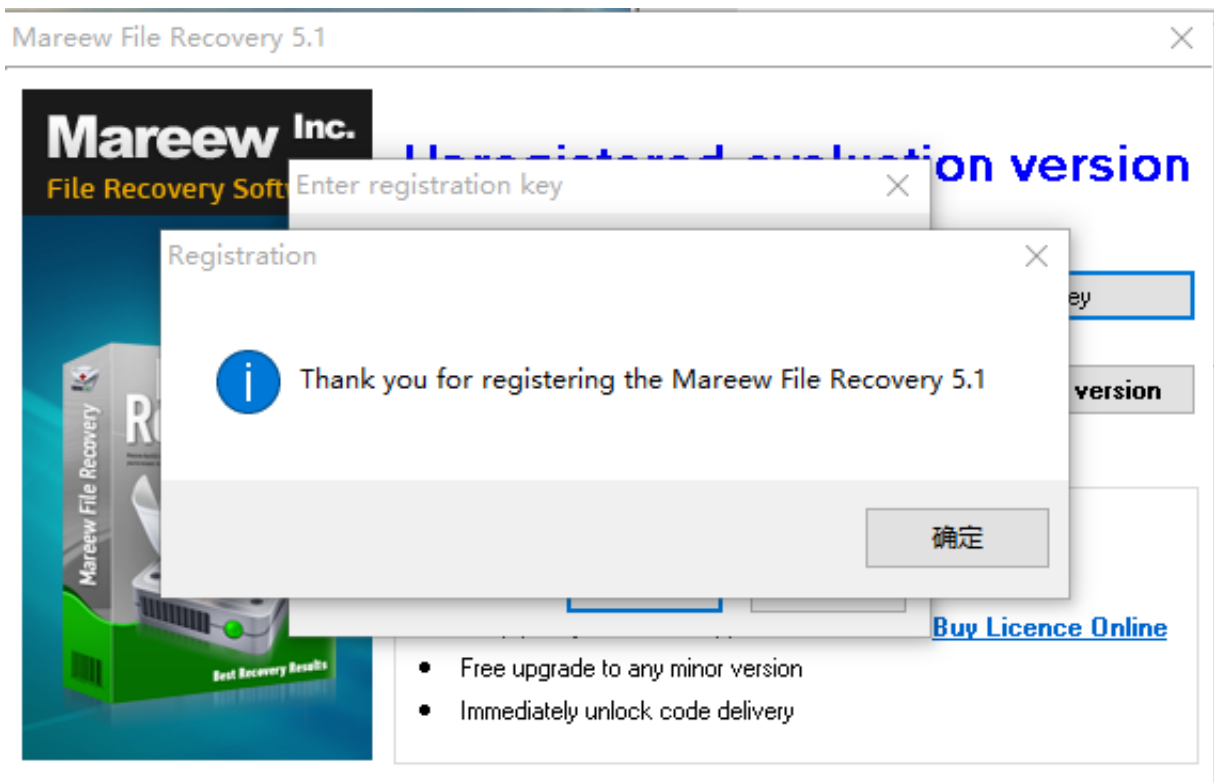 Mareew File Recovery 5.1
Mareew Inc.
File Recovery Soft
evaluation version
Enter registration key
Registration
ey
Thank you for registering the Mareew File Recovery 5.1
version
Mareew File Recovery
确定
Buy Licence Online
Best Recovery Results
Free upgrade to any minor version
Immediately unlock code delivery